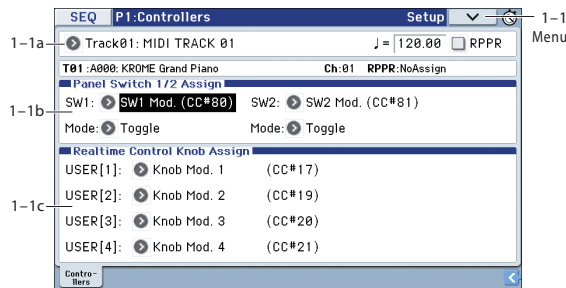 SEQ P1:Controllers Setup
1–1
Menu
1–1a
Track01: MIDI TRACK 01 ♩= 120.00 RPPR
T01:A000: KROME Grand Piano Ch:01 RPPR:NoAssign
Panel Switch 1/2 Assign
1–1b
SW1: SW1 Mod. (CC#80) SW2: SW2 Mod. (CC#81)
Mode: Toggle Mode: Toggle
Realtime Control Knob Assign
USER[1]: Knob Mod. 1 (CC#17)
USER[2]: Knob Mod. 2 (CC#19)
1–1c
USER[3]: Knob Mod. 3 (CC#20)
USER[4]: Knob Mod. 4 (CC#21)
Contro-
llers